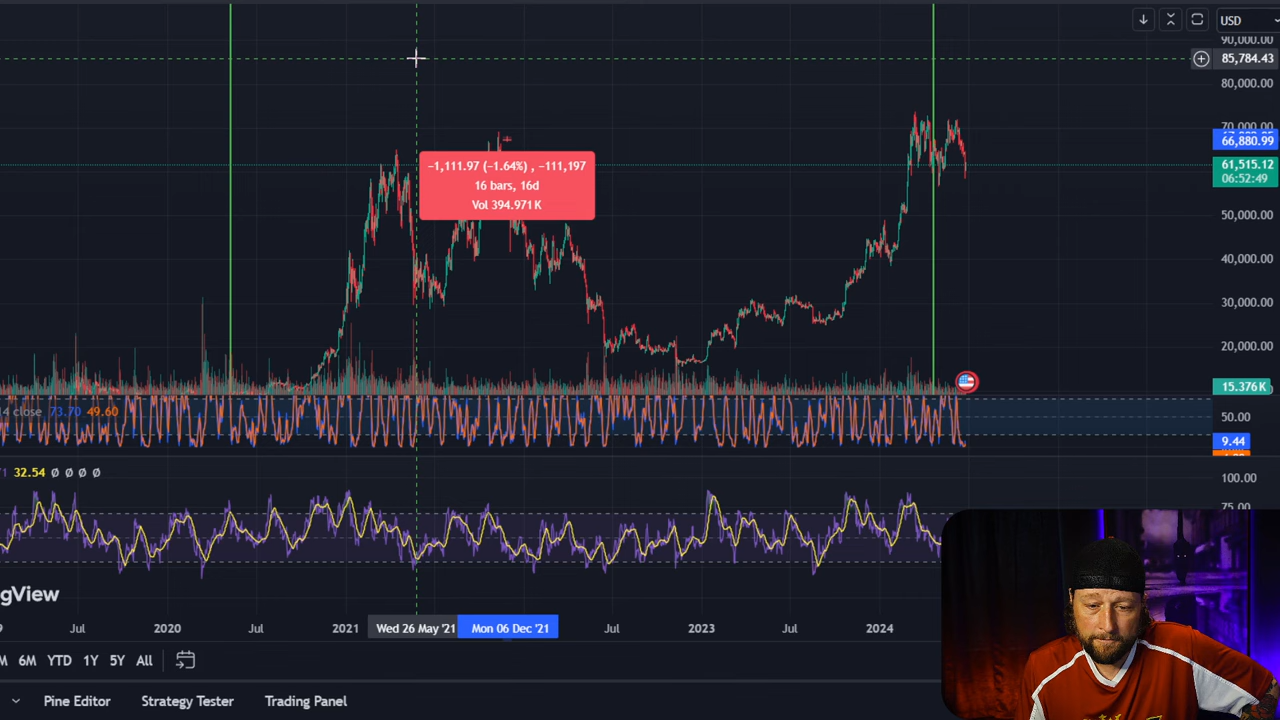 USD
90,000.00
85,784.43
80,000.00
70,000.00
66,880.99
61,515.12
06:52:49
50,000.00
40,000.00
30,000.00
20,000.00
−1,111.97 (−1.64%) , −111,197
16 bars, 16d
Vol 394.971 K
15.376 K
14 close 73.70 49.60
50.00
9.44
32.54 ∅ ∅ ∅ ∅
100.00
75.00
gView
Jul 2020 Jul 2021 Wed 26 May '21 Mon 06 Dec '21 Jul 2023 Jul 2024
6M YTD 1Y 5Y All
Pine Editor Strategy Tester Trading Panel